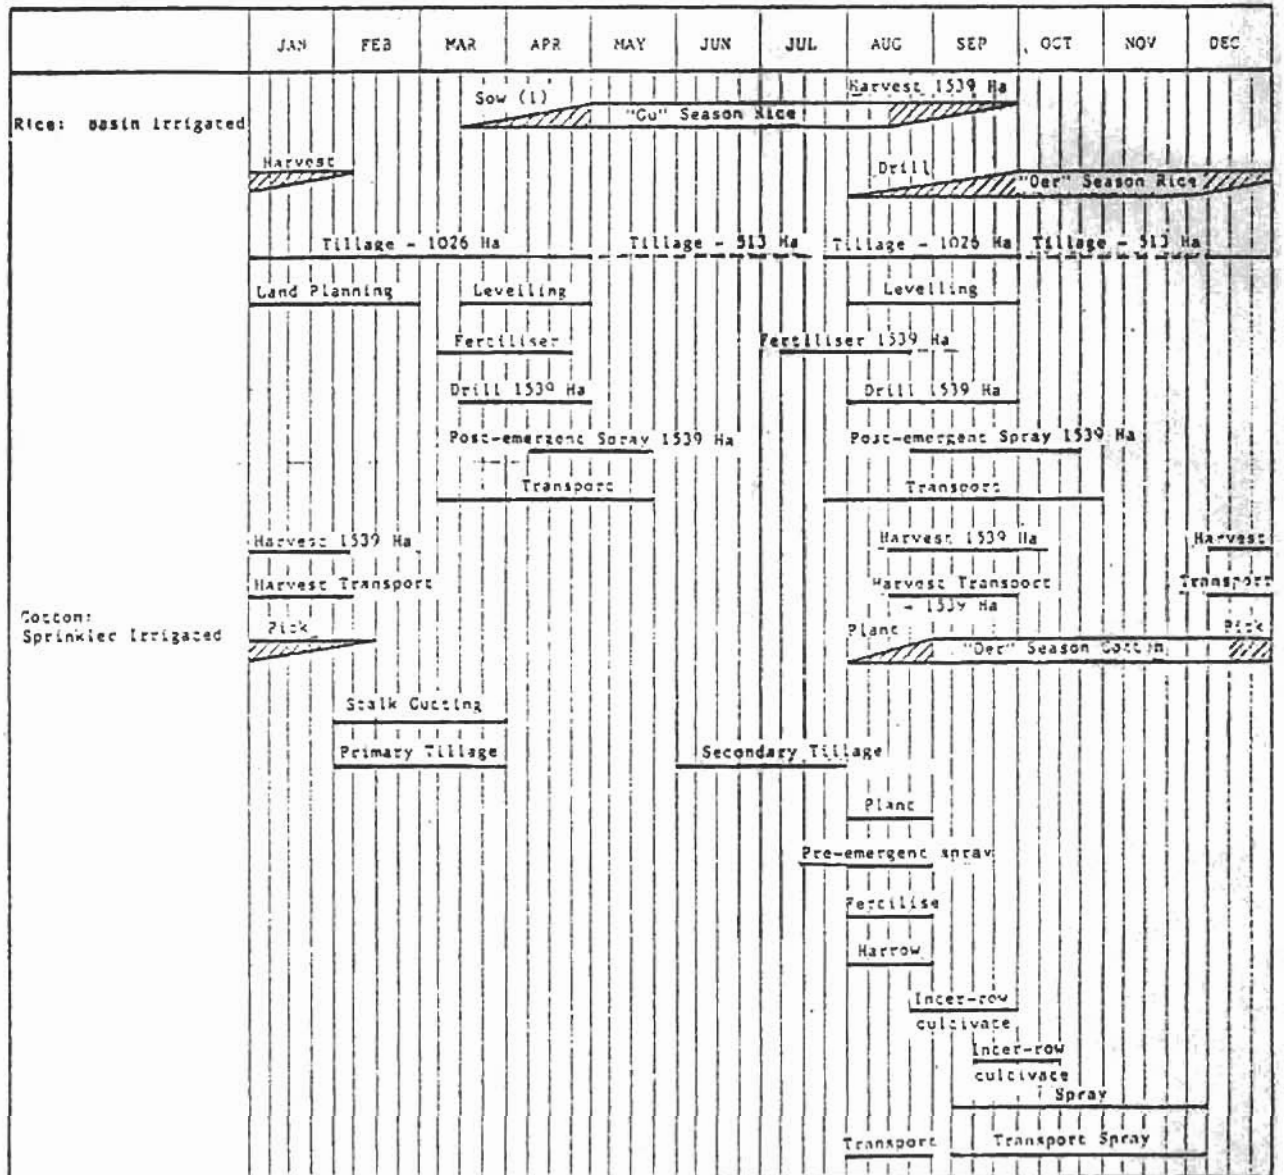 JAN FEB MAR APR MAY JUN JUL AUG SEP OCT NOV DEC
Sow (1) Harvest 1539 Ha
Rice: Basin Irrigated "Gu" Season Rice
Harvest Drill
"Der" Season Rice
Tillage - 1026 Ha Tillage - 513 Ha Tillage - 1026 Ha Tillage - 513 Ha
Land Planning Levelling Levelling
Fertiliser Fertiliser 1539 Ha
Drill 1539 Ha Drill 1539 Ha
Post-emergent Spray 1539 Ha Post-emergent Spray 1539 Ha
Transport Transport
Harvest 1539 Ha Harvest 1539 Ha Harvest
Harvest Transport Harvest Transport Transport
- 1539 Ha
Cotton:
Sprinkler Irrigated
Pick Plant Pick
"Der" Season Cotton
Stalk Cutting
Primary Tillage Secondary Tillage
Plant
Pre-emergent spray
Fertilise
Harrow
Inter-row
cultivate
Inter-row
cultivate
Spray
Transport Transport Spray